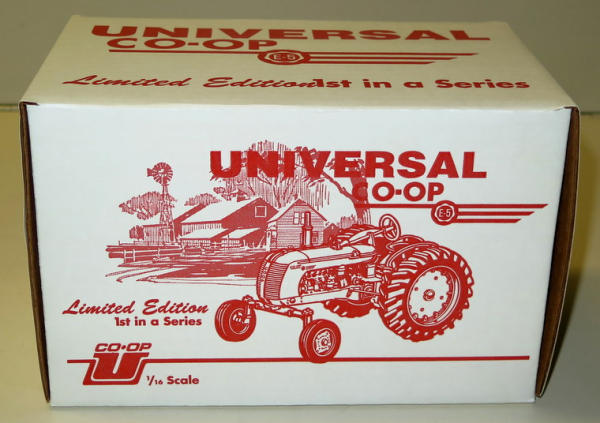 UNIVERSAL
CO-OP
E-5
Limited Edition 1st in a Series
UNIVERSAL
CO-OP
E-5
Limited Edition
1st in a Series
CO-OP
U
1/16 Scale